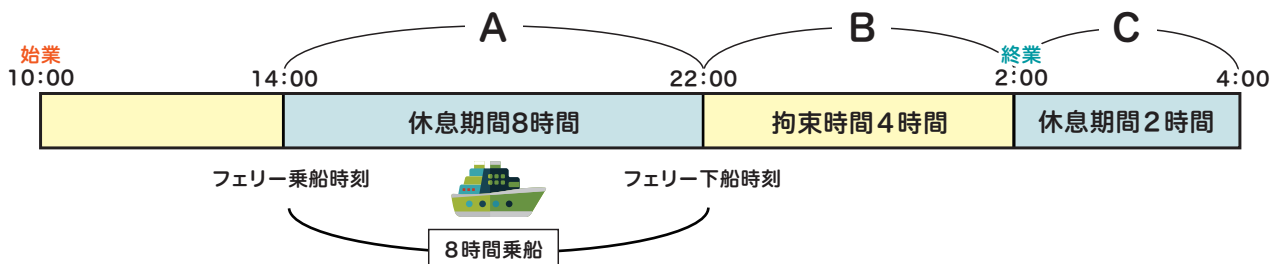 A
B
C
始業
終業
10:00
14:00
22:00
2:00
4:00
休息期間8時間
拘束時間4時間
休息期間2時間
フェリー乗船時刻
フェリー下船時刻
8時間乗船